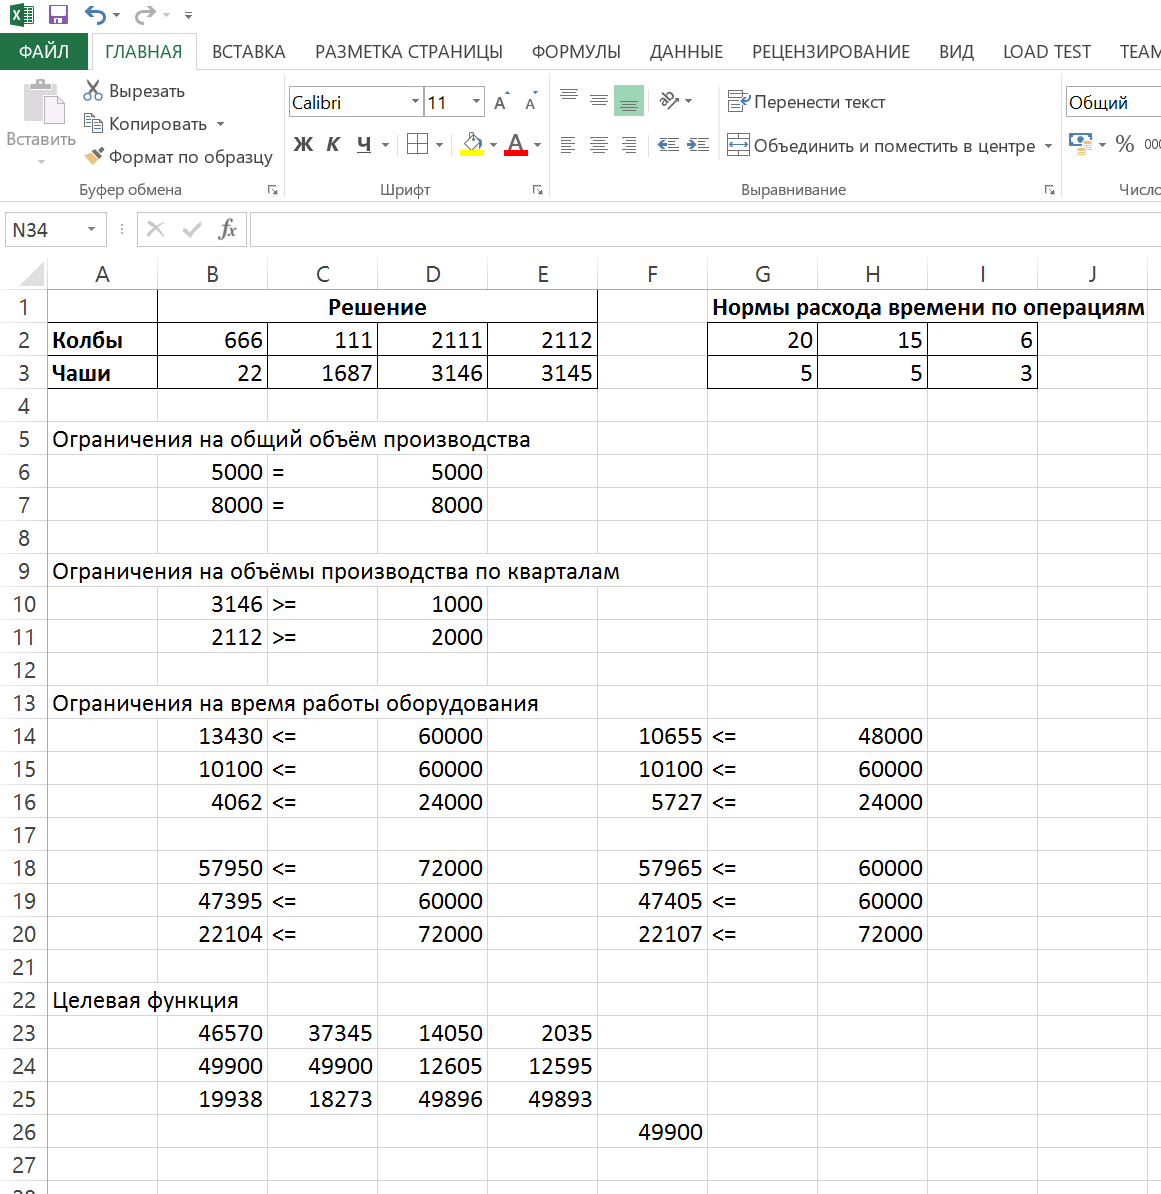 ФАЙЛ ГЛАВНАЯ ВСТАВКА РАЗМЕТКА СТРАНИЦЫ ФОРМУЛЫ ДАННЫЕ РЕЦЕНЗИРОВАНИЕ ВИД LOAD TEST TEAM
Вставить
Вырезать
Копировать
Формат по образцу
Буфер обмена
Calibri 11 A A
Ж К Ч А
Шрифт
Перенести текст
Объединить и поместить в центре
Выравнивание
Общий
% 000
Число
N34 fx
A B C D E F G H I J
1 Решение Нормы расхода времени по операциям
2 Колбы 666 111 2111 2112 20 15 6
3 Чаши 22 1687 3146 3145 5 5 3
4
5 Ограничения на общий объём производства
6 5000 = 5000
7 8000 = 8000
8
9 Ограничения на объёмы производства по кварталам
10 3146 >= 1000
11 2112 >= 2000
12
13 Ограничения на время работы оборудования
14 13430 <= 60000 10655 <= 48000
15 10100 <= 60000 10100 <= 60000
16 4062 <= 24000 5727 <= 24000
17
18 57950 <= 72000 57965 <= 60000
19 47395 <= 60000 47405 <= 60000
20 22104 <= 72000 22107 <= 72000
21
22 Целевая функция
23 46570 37345 14050 2035
24 49900 49900 12605 12595
25 19938 18273 49896 49893
26 49900
27